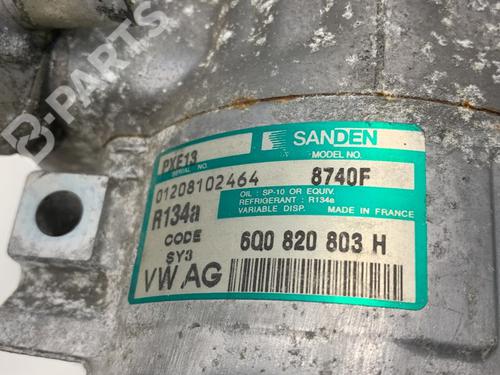 B-PARTS
PXE13
SANDEN
SERIAL NO.
MODEL NO.
01208102464
8740F
R134a
OIL : SP-10 OR EQUIV.
REFRIGERANT : R134a
VARIABLE DISP. MADE IN FRANCE
CODE
SY3
6Q0 820 803 H
VW AG